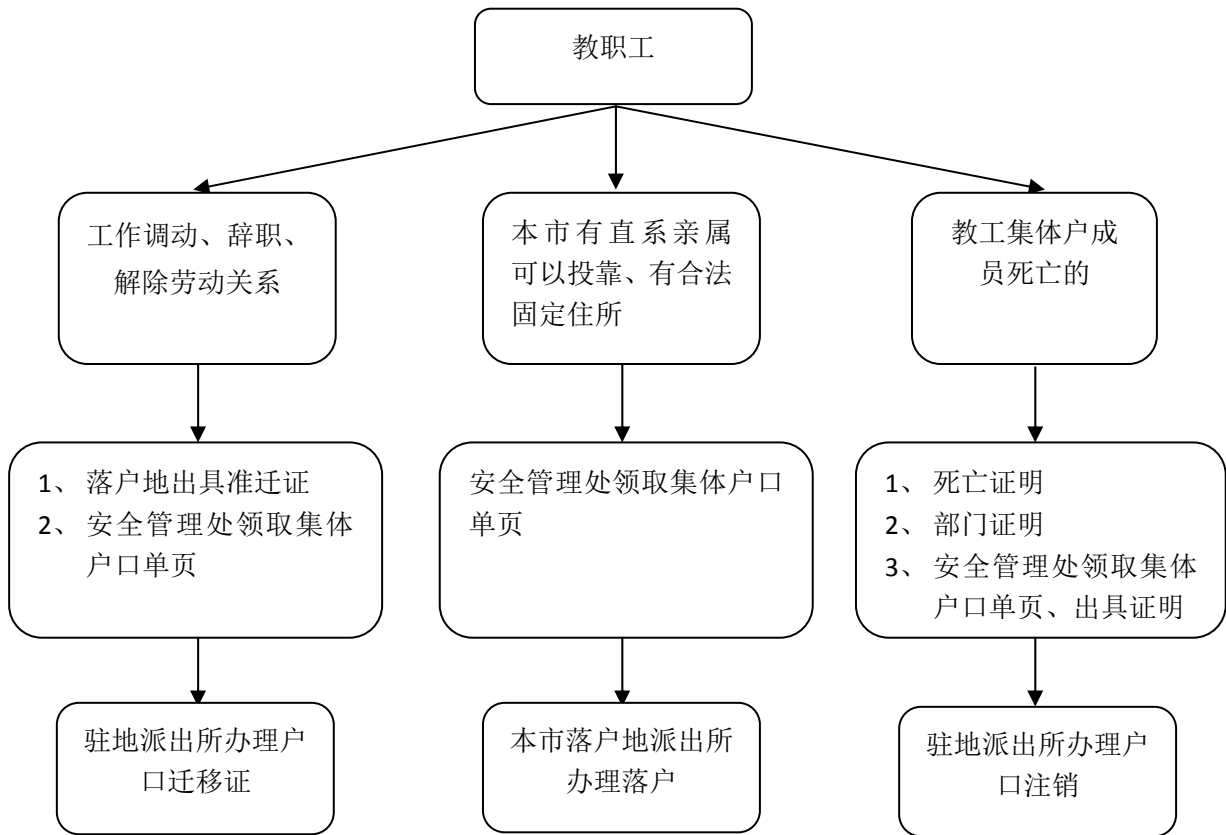 教职工
工作调动、辞职、
解除劳动关系
本市有直系亲属
可以投靠、有合法
固定住所
教工集体户成
员死亡的
1、 落户地出具准迁证
2、 安全管理处领取集体
户口单页
安全管理处领取集体户口
单页
1、 死亡证明
2、 部门证明
3、 安全管理处领取集体
户口单页、出具证明
驻地派出所办理户
口迁移证
本市落户地派出所
办理落户
驻地派出所办理户
口注销